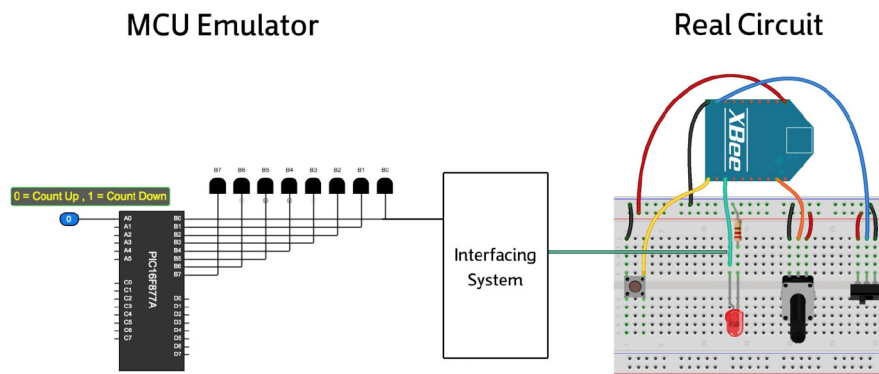 MCU Emulator
Real Circuit
XBee
B7 B6 B5 B4 B3 B2 B1 B0
0 = Count Up , 1 = Count Down
0
PIC16F877A
A0
A1
A2
A3
A4
A5
C0
C1
C2
C3
C4
C5
C6
C7
B0
B1
B2
B3
B4
B5
B6
B7
D0
D1
D2
D3
D4
D5
D6
D7
Interfacing
System